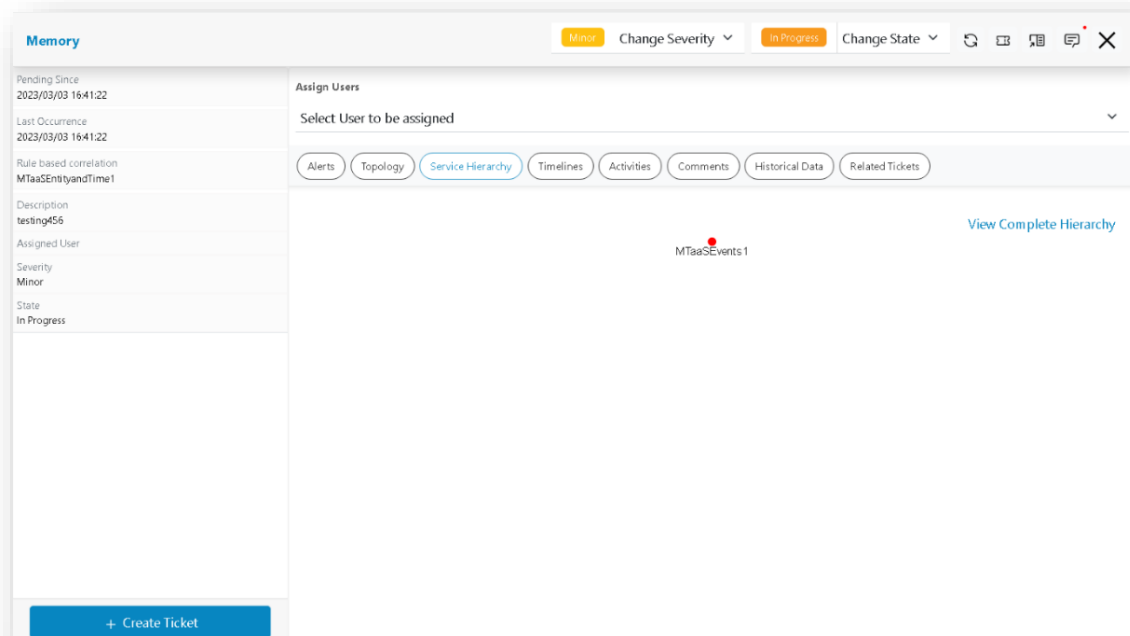 Memory
Minor
Change Severity
In Progress
Change State
Pending Since
2023/03/03 16:41:22
Last Occurrence
2023/03/03 16:41:22
Rule based correlation
MTaaSEntityandTime1
Description
testing456
Assigned User
Severity
Minor
State
In Progress
+ Create Ticket
Assign Users
Select User to be assigned
Alerts
Topology
Service Hierarchy
Timelines
Activities
Comments
Historical Data
Related Tickets
View Complete Hierarchy
MTaaSEvents1